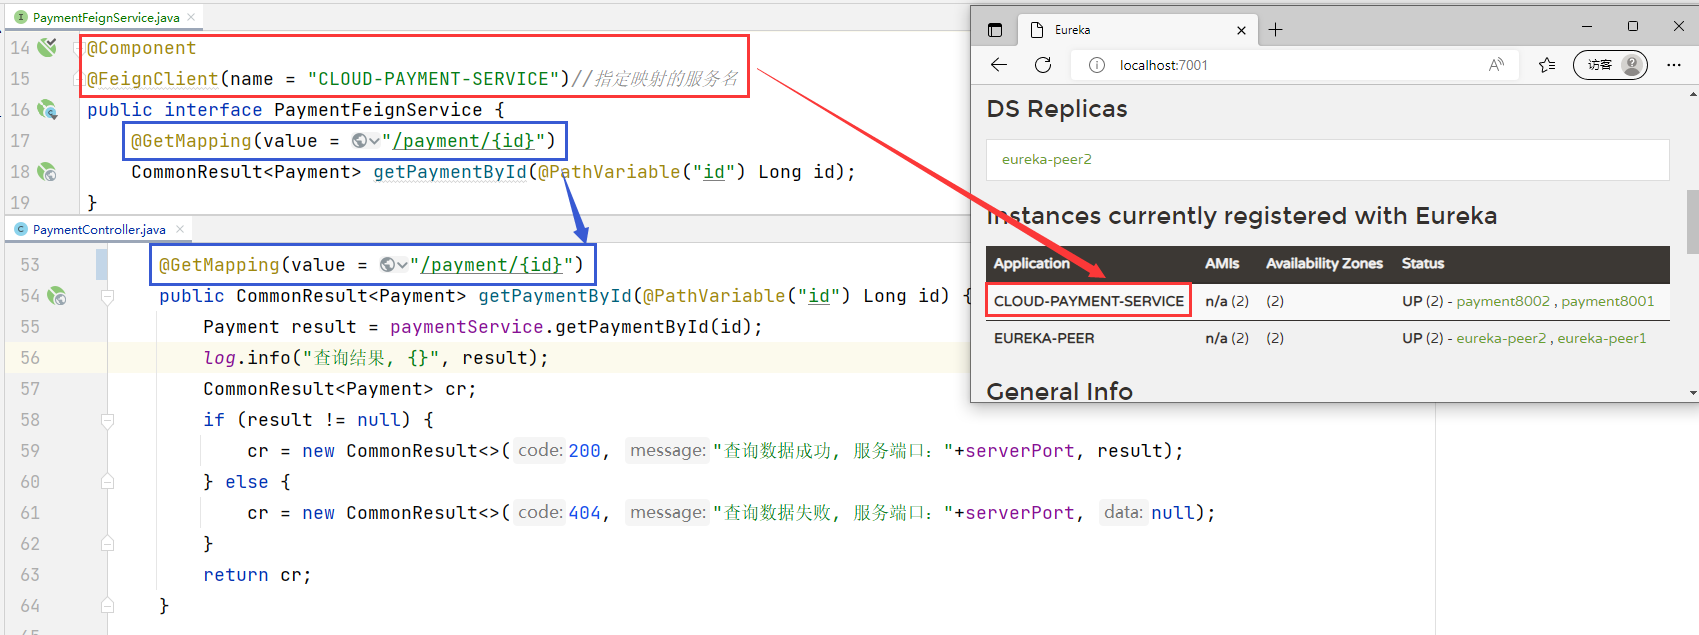 PaymentFeignService.java
14 @Component
15 @FeignClient(name = "CLOUD-PAYMENT-SERVICE")//指定映射的服务名
16 public interface PaymentFeignService {
17 @GetMapping(value = "/payment/{id}")
18 CommonResult<Payment> getPaymentById(@PathVariable("id") Long id);
19 }
PaymentController.java
53 @GetMapping(value = "/payment/{id}")
54 public CommonResult<Payment> getPaymentById(@PathVariable("id") Long id) {
55 Payment result = paymentService.getPaymentById(id);
56 log.info("查询结果, {}", result);
57 CommonResult<Payment> cr;
58 if (result != null) {
59 cr = new CommonResult<>( code: 200, message: "查询数据成功, 服务端口: "+serverPort, result);
60 } else {
61 cr = new CommonResult<>( code: 404, message: "查询数据失败, 服务端口: "+serverPort, data: null);
62 }
63 return cr;
64 }
Eureka
localhost:7001
访客
DS Replicas
eureka-peer2
Instances currently registered with Eureka
Application AMIs Availability Zones Status
CLOUD-PAYMENT-SERVICE n/a (2) (2) UP (2) - payment8002 , payment8001
EUREKA-PEER n/a (2) (2) UP (2) - eureka-peer2 , eureka-peer1
General Info